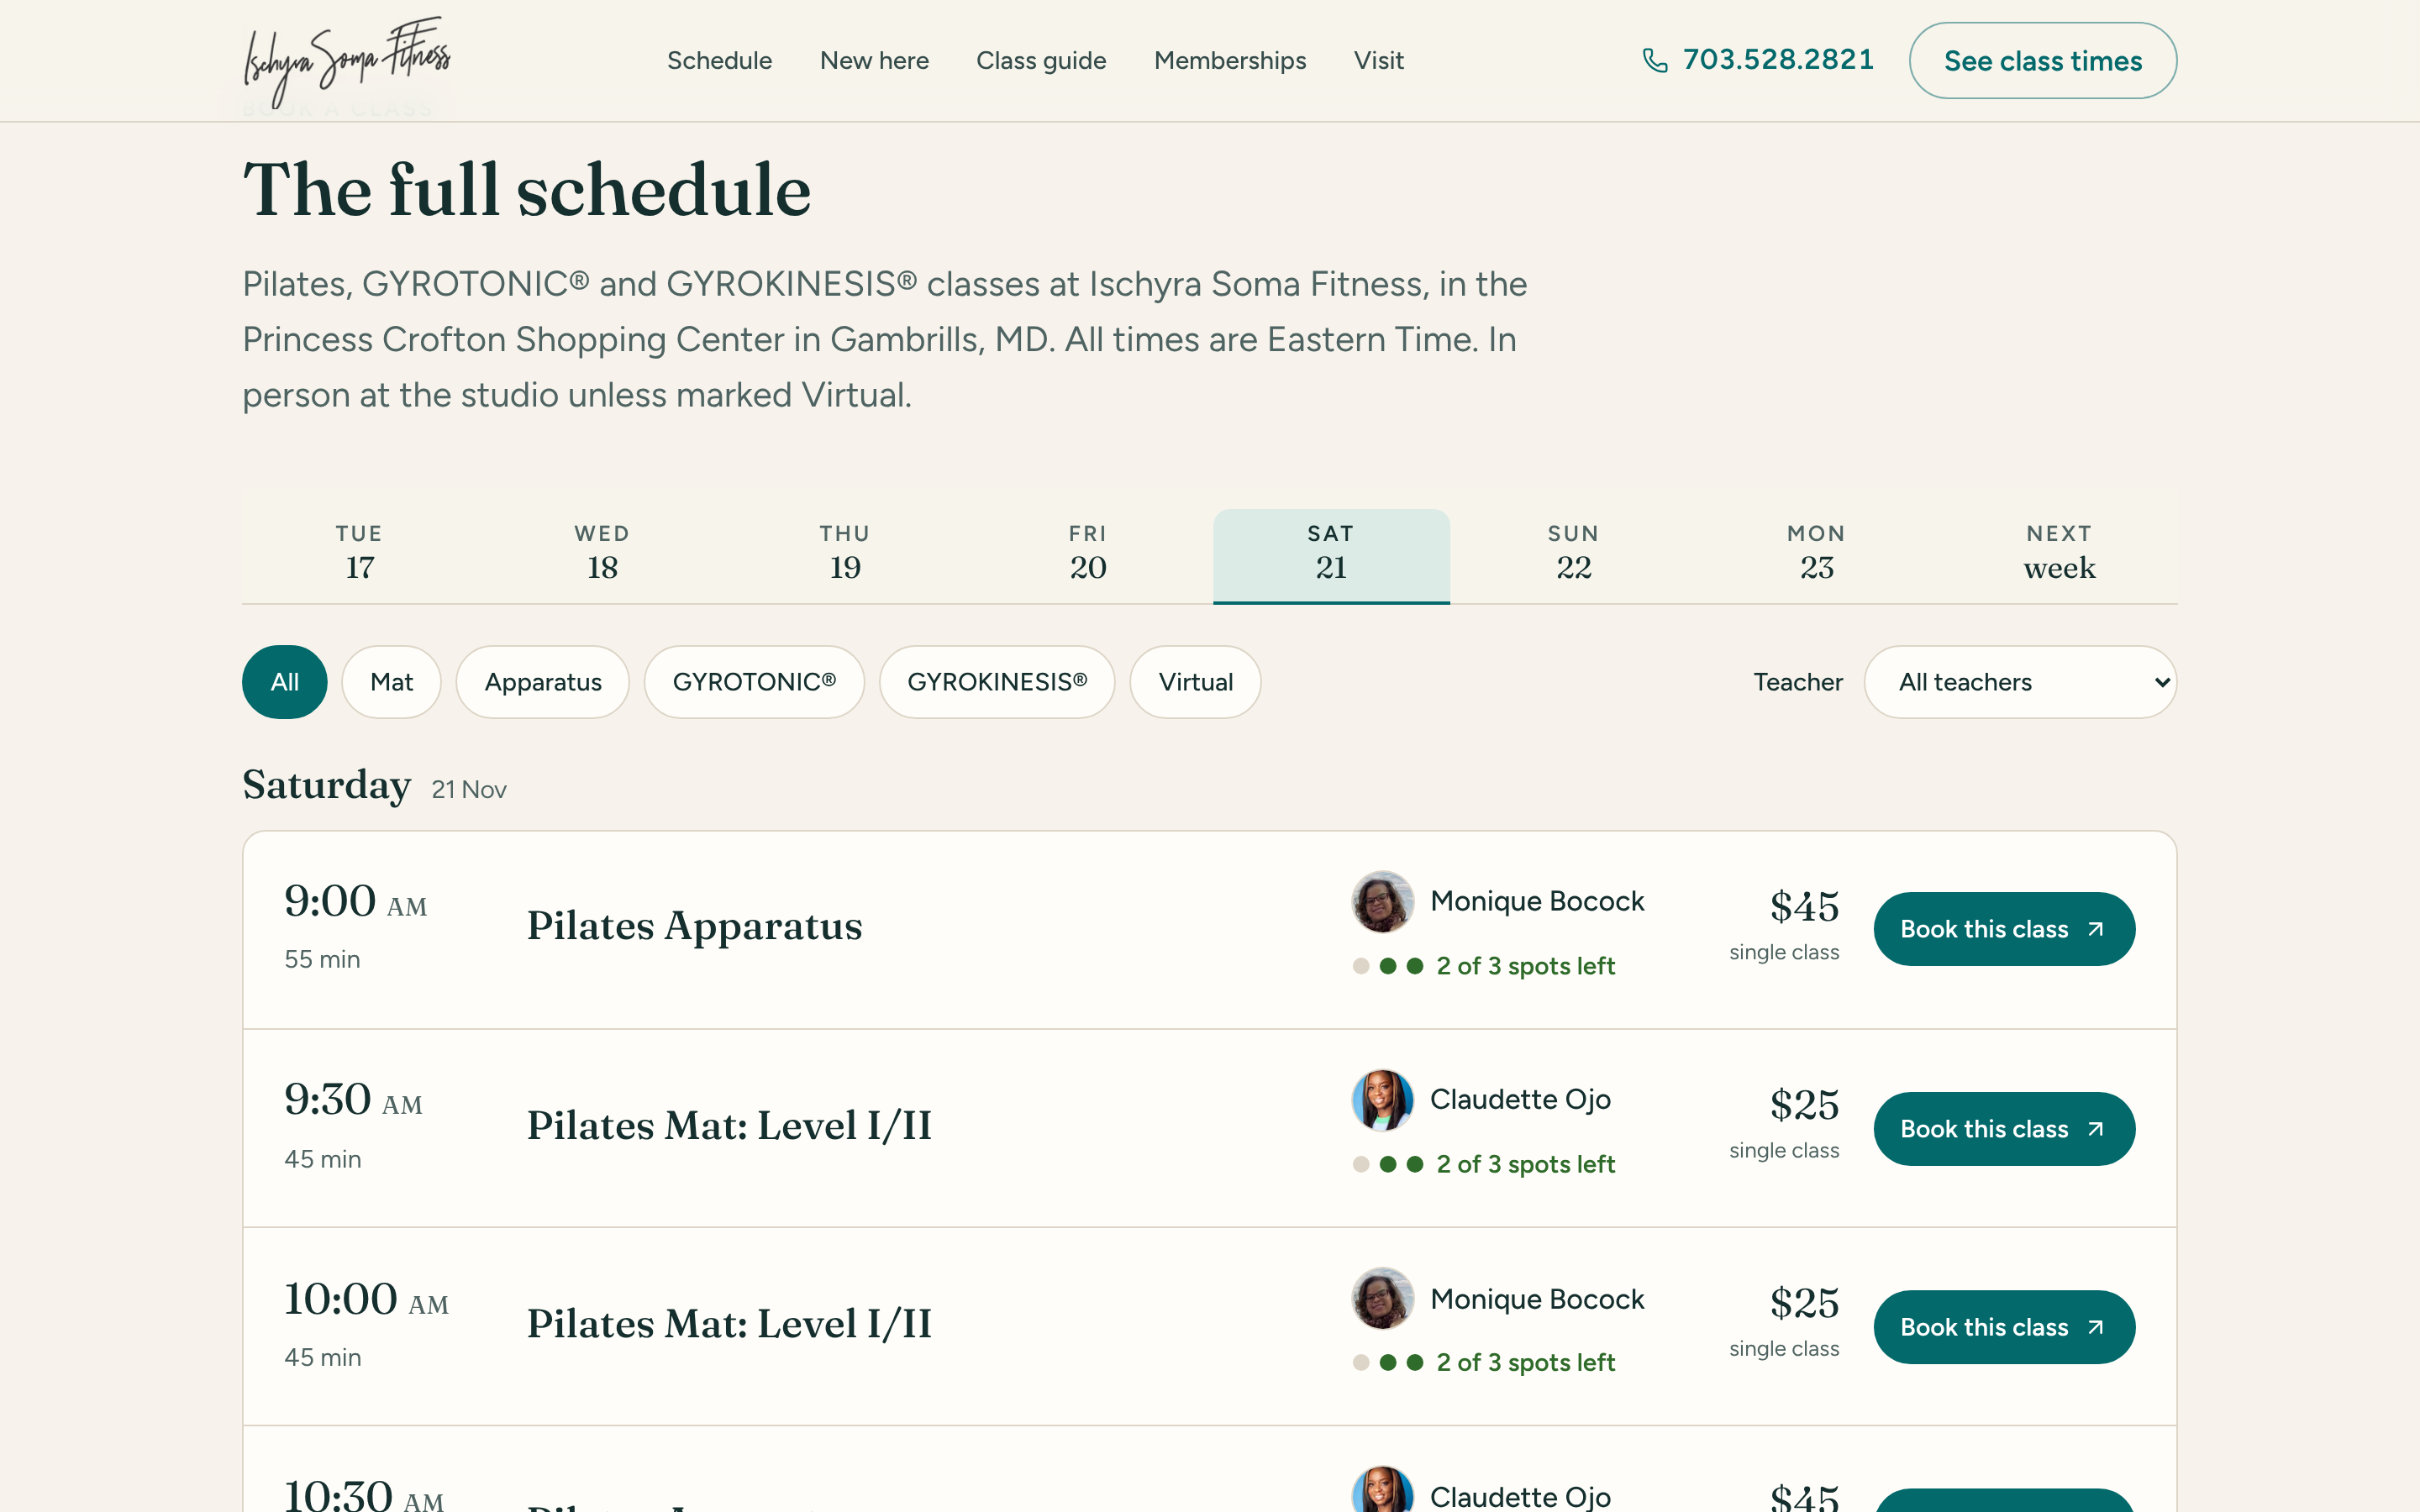 Ischyra Soma Fitness
Schedule
New here
Class guide
Memberships
Visit
703.528.2821
See class times
BOOK A CLASS
The full schedule
Pilates, GYROTONIC® and GYROKINESIS® classes at Ischyra Soma Fitness, in the
Princess Crofton Shopping Center in Gambrills, MD. All times are Eastern Time. In
person at the studio unless marked Virtual.
TUE
17
WED
18
THU
19
FRI
20
SAT
21
SUN
22
MON
23
NEXT
week
All
Mat
Apparatus
GYROTONIC®
GYROKINESIS®
Virtual
Teacher
All teachers
Saturday 21 Nov
9:00 AM
55 min
Pilates Apparatus
Monique Bocock
2 of 3 spots left
$45
single class
Book this class
9:30 AM
45 min
Pilates Mat: Level I/II
Claudette Ojo
2 of 3 spots left
$25
single class
Book this class
10:00 AM
45 min
Pilates Mat: Level I/II
Monique Bocock
2 of 3 spots left
$25
single class
Book this class
10:30 AM
Claudette Ojo
$45